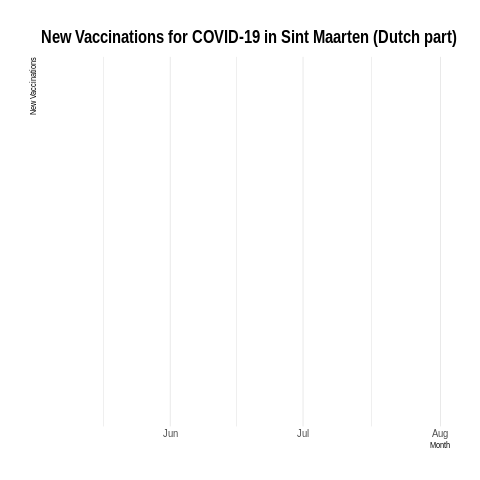 New Vaccinations for COVID-19 in Sint Maarten (Dutch part)
New Vaccinations
Jun Jul Aug
Month